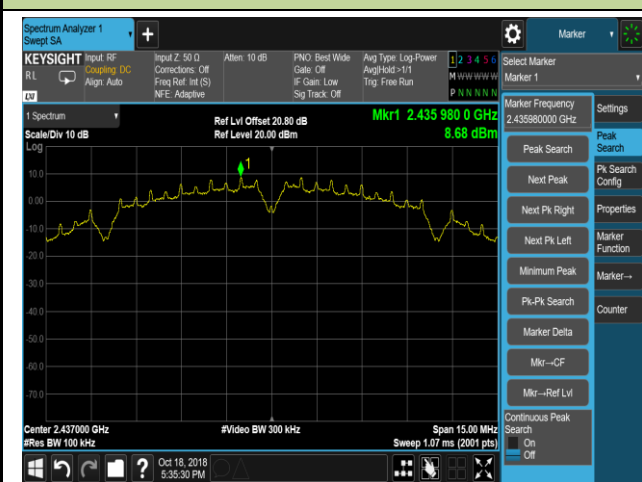 Spectrum Analyzer 1
Swept SA
+
Marker
KEYSIGHT
Input: RF
Input Z: 50 Ω
Atten: 10 dB
PNO: Best Wide
Avg Type: Log-Power
1 2 3 4 5 6
Select Marker
RL
Coupling: DC
Corrections: Off
Gate: Off
Avg|Hold:>1/1
M W W W W W
Marker 1
Align: Auto
Freq Ref: Int (S)
IF Gain: Low
Trig: Free Run
LXI
NFE: Adaptive
Sig Track: Off
P N N N N N
1 Spectrum
Ref Lvl Offset 20.80 dB
Mkr1 2.435 980 0 GHz
Scale/Div 10 dB
Ref Level 20.00 dBm
8.68 dBm
Log
1
10.0
0.00
-10.0
-20.0
-30.0
-40.0
-50.0
-60.0
-70.0
Center 2.437000 GHz
#Video BW 300 kHz
Span 15.00 MHz
#Res BW 100 kHz
Sweep 1.07 ms (2001 pts)
Marker Frequency
2.435980000 GHz
Settings
Peak Search
Peak
Search
Next Peak
Pk Search
Config
Next Pk Right
Properties
Next Pk Left
Marker
Function
Minimum Peak
Marker→
Pk-Pk Search
Counter
Marker Delta
Mkr→CF
Mkr→Ref Lvl
Continuous Peak
Search
On
Off
?
Oct 18, 2018
5:35:30 PM